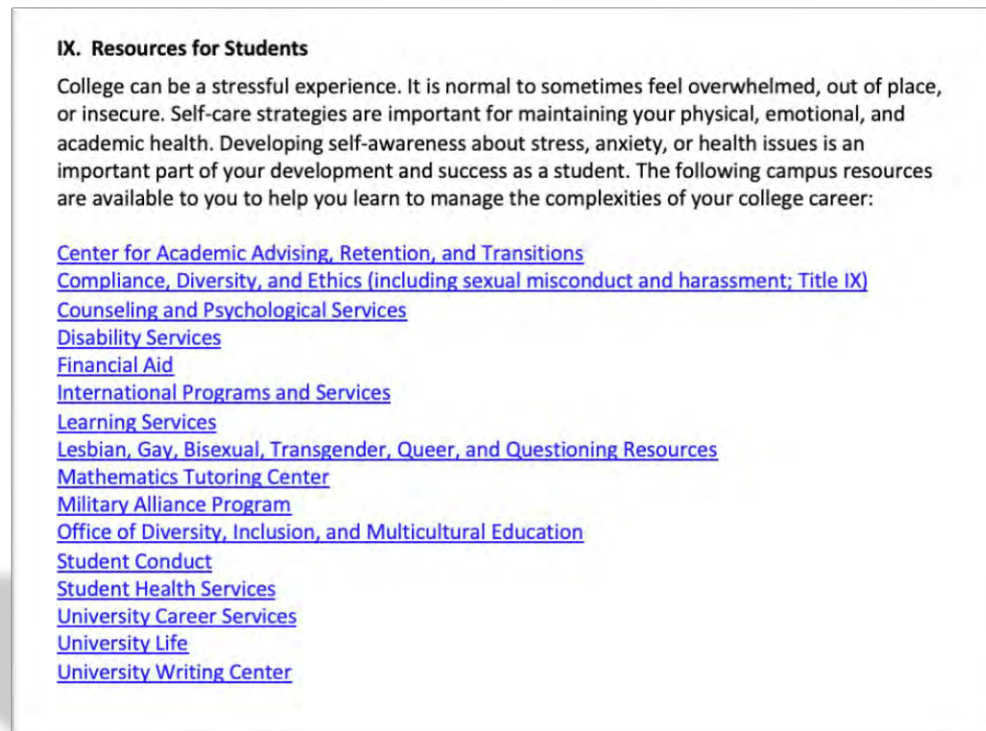 IX. Resources for Students
College can be a stressful experience. It is normal to sometimes feel overwhelmed, out of place,
or insecure. Self-care strategies are important for maintaining your physical, emotional, and
academic health. Developing self-awareness about stress, anxiety, or health issues is an
important part of your development and success as a student. The following campus resources
are available to you to help you learn to manage the complexities of your college career:
Center for Academic Advising, Retention, and Transitions
Compliance, Diversity, and Ethics (including sexual misconduct and harassment; Title IX)
Counseling and Psychological Services
Disability Services
Financial Aid
International Programs and Services
Learning Services
Lesbian, Gay, Bisexual, Transgender, Queer, and Questioning Resources
Mathematics Tutoring Center
Military Alliance Program
Office of Diversity, Inclusion, and Multicultural Education
Student Conduct
Student Health Services
University Career Services
University Life
University Writing Center